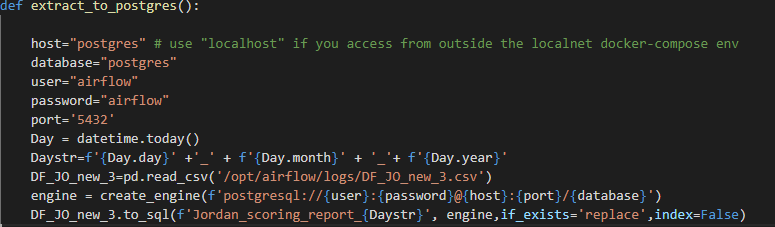 def extract_to_postgres():
host="postgres" # use "localhost" if you access from outside the localnet docker-compose env
database="postgres"
user="airflow"
password="airflow"
port='5432'
Day = datetime.today()
Daystr=f'{Day.day}' +'_' + f'{Day.month}' + '_'+ f'{Day.year}'
DF_JO_new_3=pd.read_csv('/opt/airflow/logs/DF_JO_new_3.csv')
engine = create_engine(f'postgresql://{user}:{password}@{host}:{port}/{database}')
DF_JO_new_3.to_sql(f'Jordan_scoring_report_{Daystr}', engine,if_exists='replace',index=False)